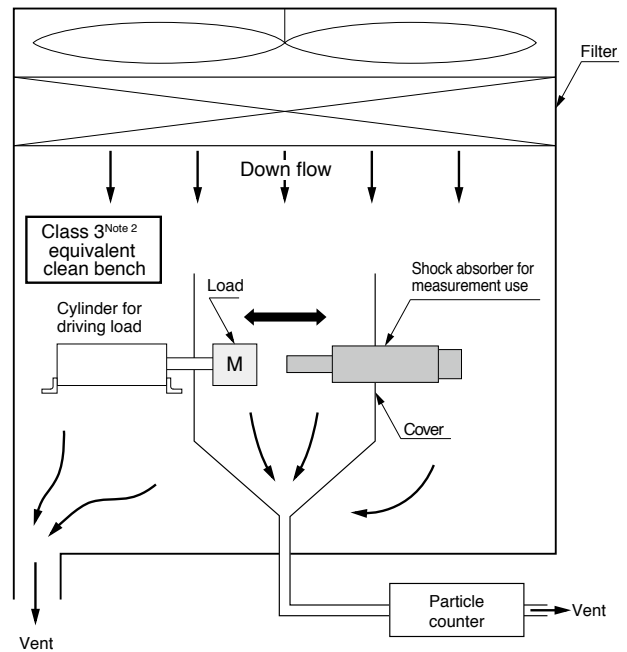 Filter
Down flow
Class 3Note 2
equivalent
clean bench
Shock absorber for
measurement use
Load
Cylinder for
driving load
M
Cover
Particle
counter
Vent
Vent